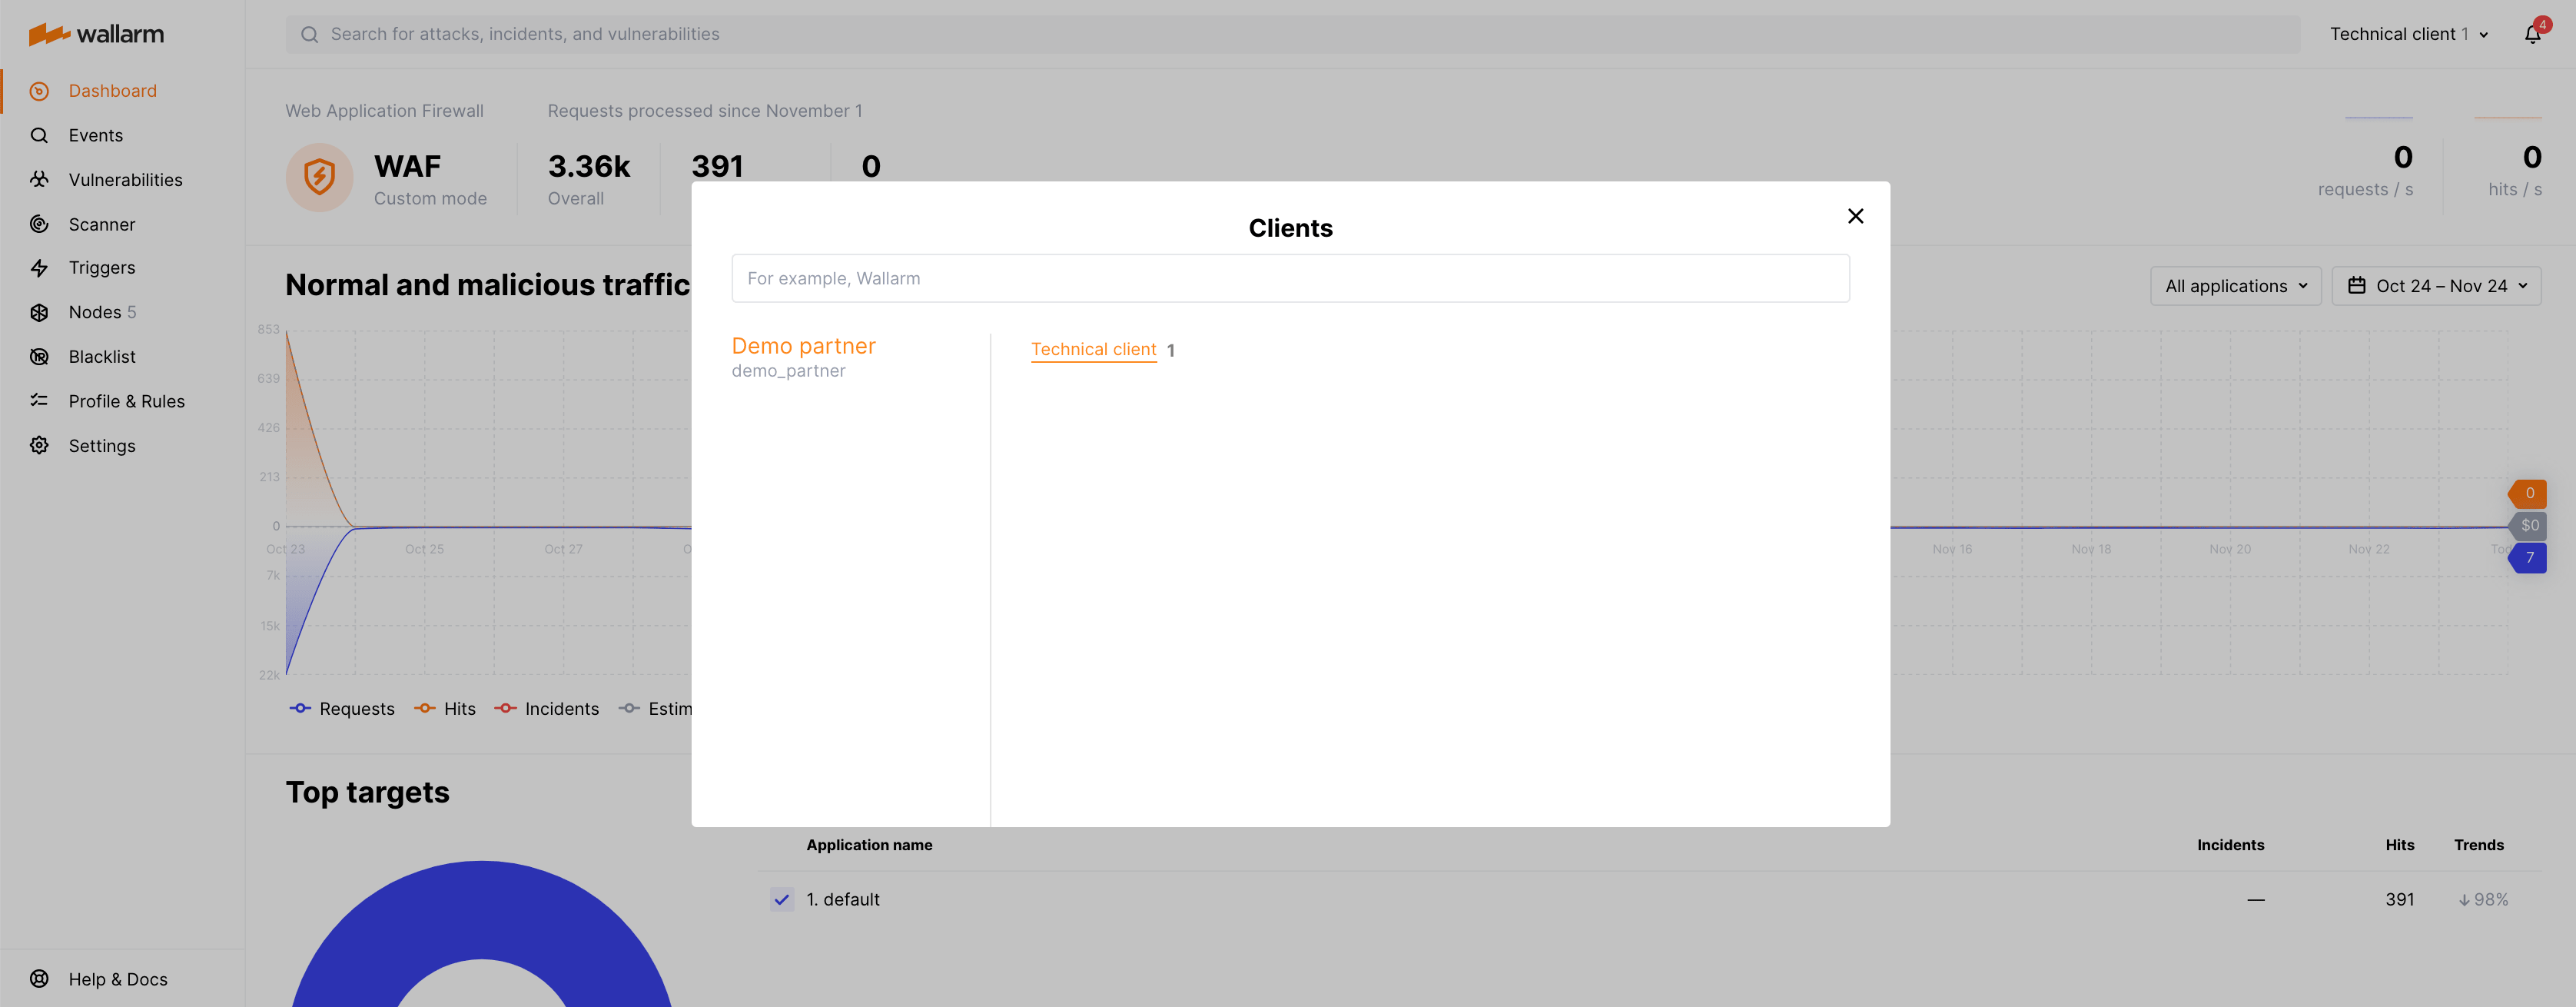 wallarm
Search for attacks, incidents, and vulnerabilities
Technical client 1
4
Dashboard
Events
Vulnerabilities
Scanner
Triggers
Nodes 5
Blacklist
Profile & Rules
Settings
Help & Docs
Web Application Firewall
Requests processed since November 1
WAF
Custom mode
3.36k
Overall
391
0
0
requests / s
0
hits / s
Clients
For example, Wallarm
Demo partner
demo_partner
Technical client 1
Normal and malicious traffic
All applications
Oct 24 – Nov 24
853
639
426
213
0
Oct 23
Oct 25
Oct 27
O
Nov 16
Nov 18
Nov 20
Nov 22
7k
15k
22k
0
$0
7
Requests
Hits
Incidents
Estim
Top targets
Application name
Incidents
Hits
Trends
1. default
—
391
↓ 98%